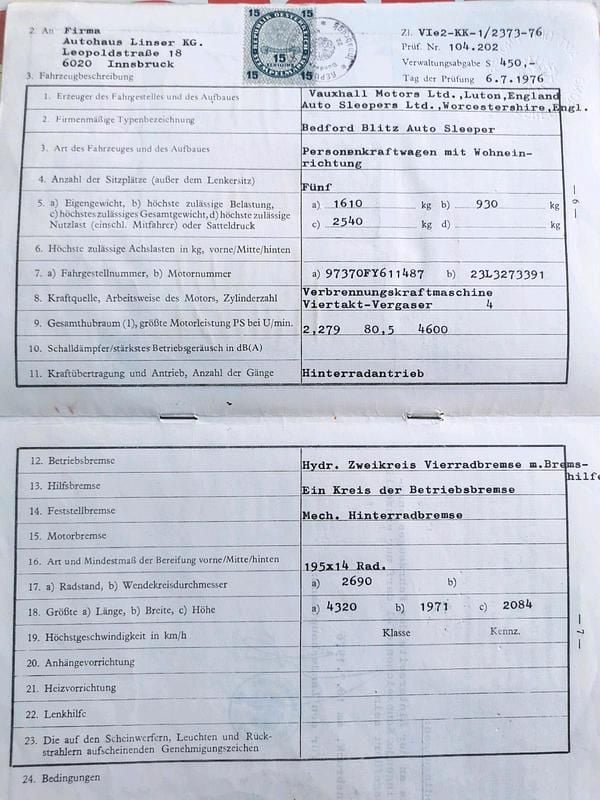 2. An Firma
Autohaus Linser KG.
Leopoldstraße 18
6020 Innsbruck
15 15
REPUBLIK OESTERREICH
15
SCHILLING
15 15
Zl. VIe2-KK-1/2373-76
Prüf. Nr. 104.202
Verwaltungsabgabe S 450,-
Tag der Prüfung 6.7.1976
3. Fahrzeugbeschreibung
1. Erzeuger des Fahrgestelles und des Aufbaues Vauxhall Motors Ltd.,Luton,England
Auto Sleepers Ltd.,Worcestershire,Engl.
2. Firmenmäßige Typenbezeichnung
Bedford Blitz Auto Sleeper
3. Art des Fahrzeuges und des Aufbaues Personenkraftwagen mit Wohnein-
richtung
4. Anzahl der Sitzplätze (außer dem Lenkersitz)
Fünf
5. a) Eigengewicht, b) höchste zulässige Belastung, a) 1610 kg b) 930 kg
c) höchstes zulässiges Gesamtgewicht, d) höchste zulässige c) 2540 kg d) kg
Nutzlast (einschl. Mitfahrer) oder Satteldruck
6. Höchste zulässige Achslasten in kg, vorne/Mitte/hinten
7. a) Fahrgestellnummer, b) Motornummer a) 97370FY611487 b) 23L3273391
8. Kraftquelle, Arbeitsweise des Motors, Zylinderzahl Verbrennungskraftmaschine
Viertakt-Vergaser 4
9. Gesamthubraum (l), größte Motorleistung PS bei U/min. 2,279 80,5 4600
10. Schalldämpfer/stärkstes Betriebsgeräusch in dB(A)
11. Kraftübertragung und Antrieb, Anzahl der Gänge Hinterradantrieb
— 6 —
12. Betriebsbremse Hydr. Zweikreis Vierradbremse m.Brems-
hilfe
13. Hilfsbremse Ein Kreis der Betriebsbremse
14. Feststellbremse Mech. Hinterradbremse
15. Motorbremse
16. Art und Mindestmaß der Bereifung vorne/Mitte/hinten 195x14 Rad.
17. a) Radstand, b) Wendekreisdurchmesser a) 2690 b)
18. Größte a) Länge, b) Breite, c) Höhe a) 4320 b) 1971 c) 2084
19. Höchstgeschwindigkeit in km/h Klasse Kennz.
20. Anhängevorrichtung
21. Heizvorrichtung
22. Lenkhilfe
23. Die auf den Scheinwerfern, Leuchten und Rück-
strahlern aufscheinenden Genehmigungszeichen
— 7 —
24. Bedingungen